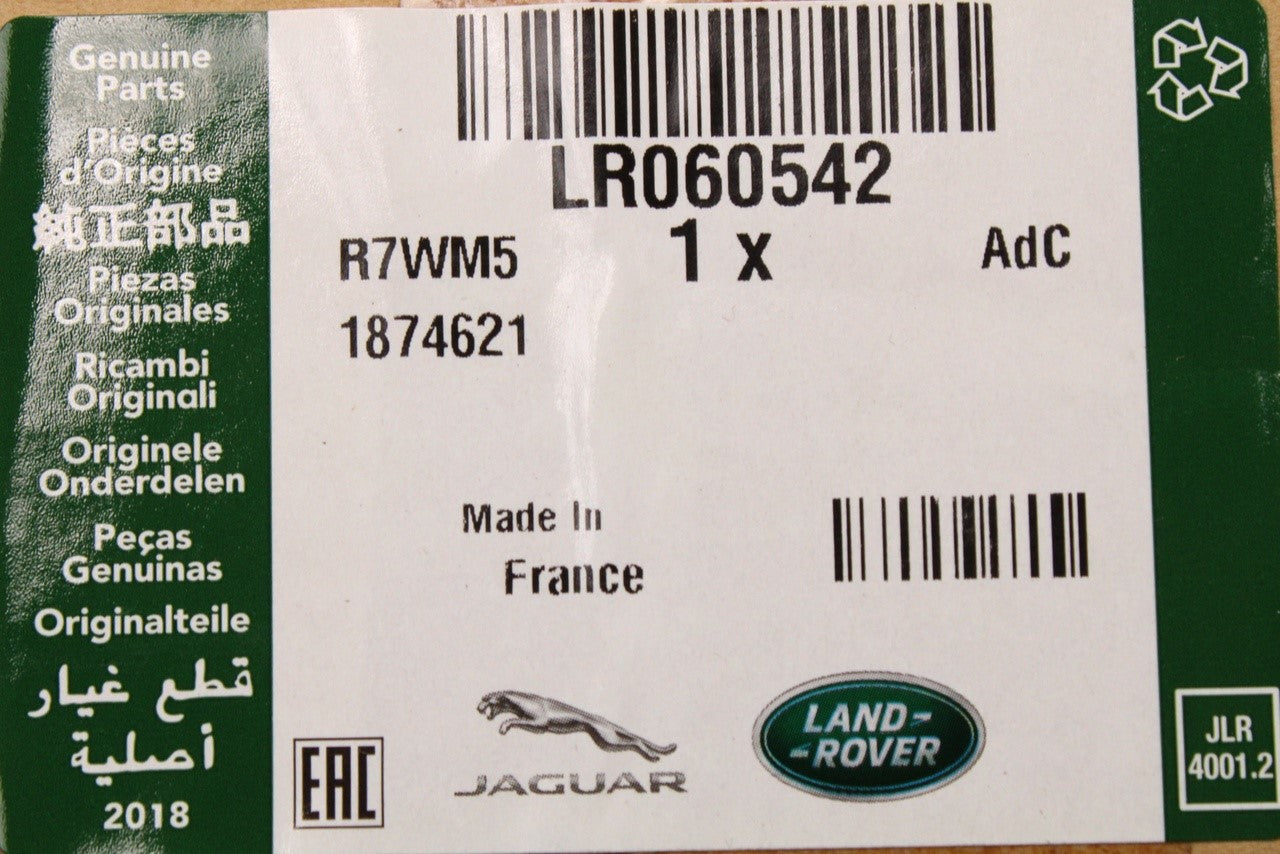 Genuine
Parts
Pièces
d'Origine
純正部品
Piezas
Originales
Ricambi
Originali
Originele
Onderdelen
Peças
Genuinas
Originalteile
قطع غيار
أصلية
2018
LR060542
R7WM5
1 x
AdC
1874621
Made In
France
EAC
JAGUAR
LAND-
-ROVER
JLR
4001.2